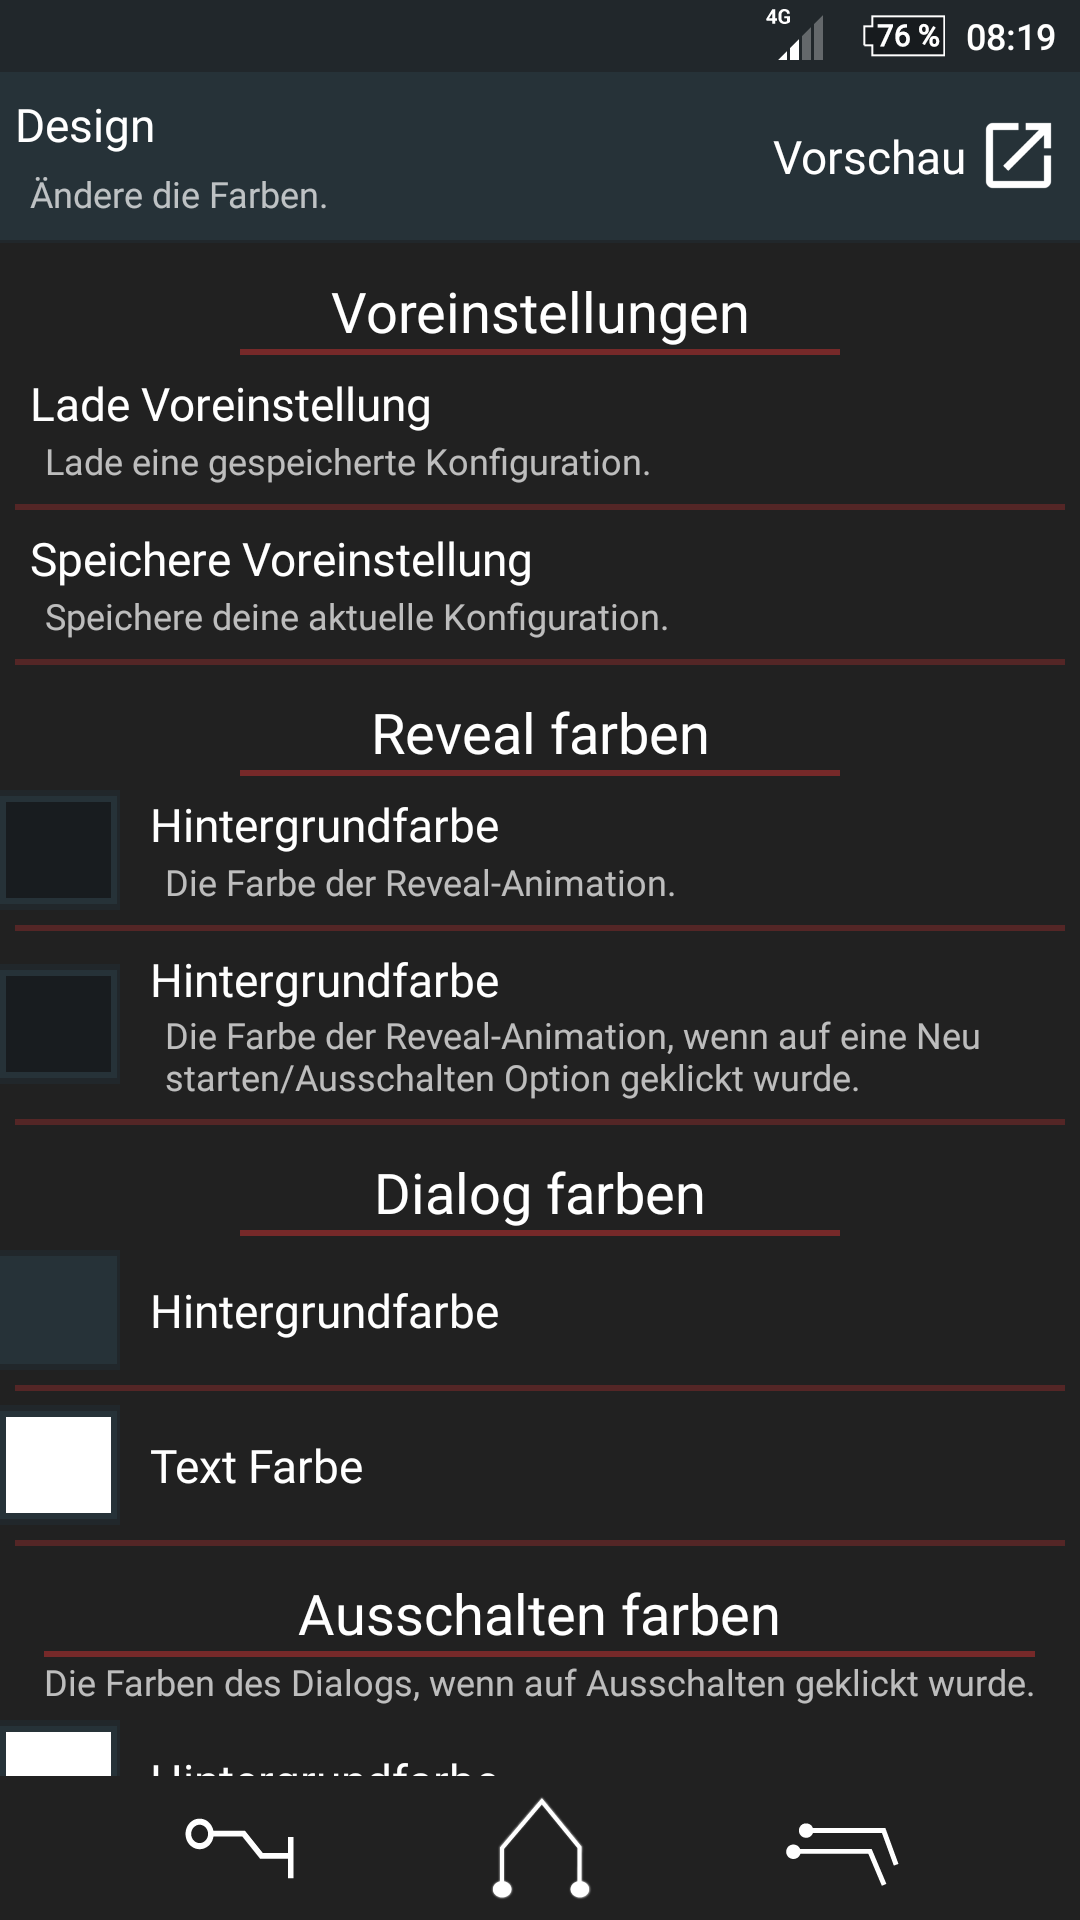 4G 76 % 08:19
Design
Vorschau
Ändere die Farben.
Voreinstellungen
Lade Voreinstellung
Lade eine gespeicherte Konfiguration.
Speichere Voreinstellung
Speichere deine aktuelle Konfiguration.
Reveal farben
Hintergrundfarbe
Die Farbe der Reveal-Animation.
Hintergrundfarbe
Die Farbe der Reveal-Animation, wenn auf eine Neu
starten/Ausschalten Option geklickt wurde.
Dialog farben
Hintergrundfarbe
Text Farbe
Ausschalten farben
Die Farben des Dialogs, wenn auf Ausschalten geklickt wurde.
Hintergrundfarbe